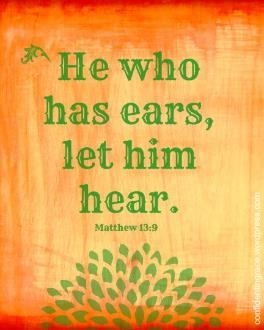 He who
has ears,
let him
hear.
Matthew 13:9
confidentingrace.wordpress.com